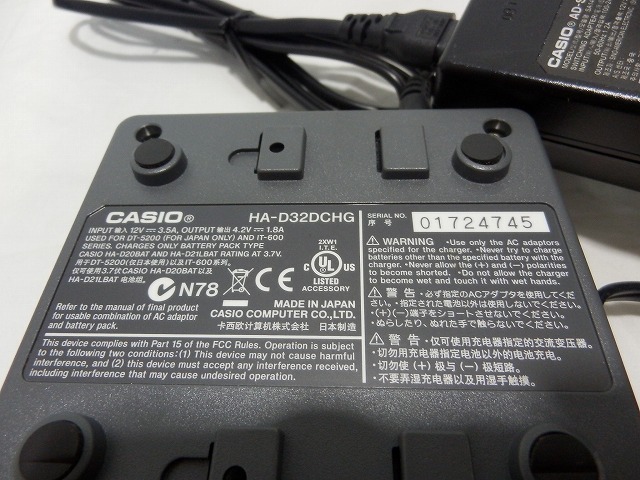 CASIO® AD-S
CASIO®
HA-D32DCHG
INPUT 輸入 12V ⎓ 3.5A, OUTPUT 輸出 4.2V ⎓ 1.8A
USED FOR DT-5200 (FOR JAPAN ONLY) AND IT-600
SERIES. CHARGES ONLY BATTERY PACK TYPE
CASIO HA-D20BAT AND HA-D21LBAT RATING AT 3.7V.
用于DT-5200(仅日本使用)以及IT-600系列。
仅可使用3.7伏CASIO HA-D20BAT以及
HA-D21LBAT 电池组。
N78
CE
2XW1
I.T.E.
c UL US
LISTED
ACCESSORY
Refer to the manual of final product
for usable combination of AC adaptor
and battery pack.
MADE IN JAPAN
CASIO COMPUTER CO.,LTD.
卡西欧计算机株式会社 日本制造
This device complies with Part 15 of the FCC Rules. Operation is subject
to the following two conditions: (1) This device may not cause harmful
interference, and (2) this device must accept any interference received,
including interference that may cause undesired operation.
SERIAL NO.
序 号
01724745
WARNING •Use only the AC adaptors
specified for the charger. •Never try to charge
batteries other than the specified battery with the
charger. •Never allow the (+) and (−) polarities
to become shorted. •Do not allow the charger
to become wet and touch it with wet hands.
警 告 •必ず指定のACアダプタを使用してくだ
さい。•指定された電池以外は使用しないでください。
•(+)(−)端子をショートさせないでください。
•ぬらしたり、ぬれた手で触らないでください。
警 告 •仅可使用充电器指定的交流变压器。
•切勿用充电器指定电池以外的电池充电。
•切勿使 (+) 极与 (−) 极短路。
•不要弄湿充电器以及用湿手触摸。